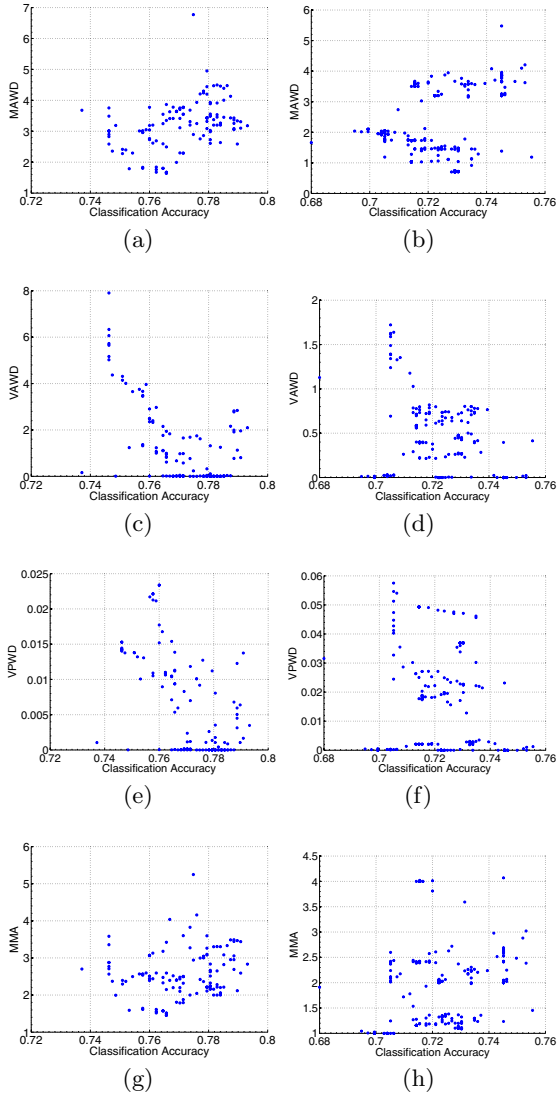 7
6
5
4
3
2
1
0.72 0.74 0.76 0.78 0.8
MAWD
Classification Accuracy
(a)
6
5
4
3
2
1
0
0.68 0.7 0.72 0.74 0.76
MAWD
Classification Accuracy
(b)
8
6
4
2
0
0.72 0.74 0.76 0.78 0.8
VAWD
Classification Accuracy
(c)
2
1.5
1
0.5
0
0.68 0.7 0.72 0.74 0.76
VAWD
Classification Accuracy
(d)
0.025
0.02
0.015
0.01
0.005
0
0.72 0.74 0.76 0.78 0.8
VPWD
Classification Accuracy
(e)
0.06
0.05
0.04
0.03
0.02
0.01
0
0.68 0.7 0.72 0.74 0.76
VPWD
Classification Accuracy
(f)
6
5
4
3
2
1
0.72 0.74 0.76 0.78 0.8
MMA
Classification Accuracy
(g)
4.5
4
3.5
3
2.5
2
1.5
1
0.68 0.7 0.72 0.74 0.76
MMA
Classification Accuracy
(h)